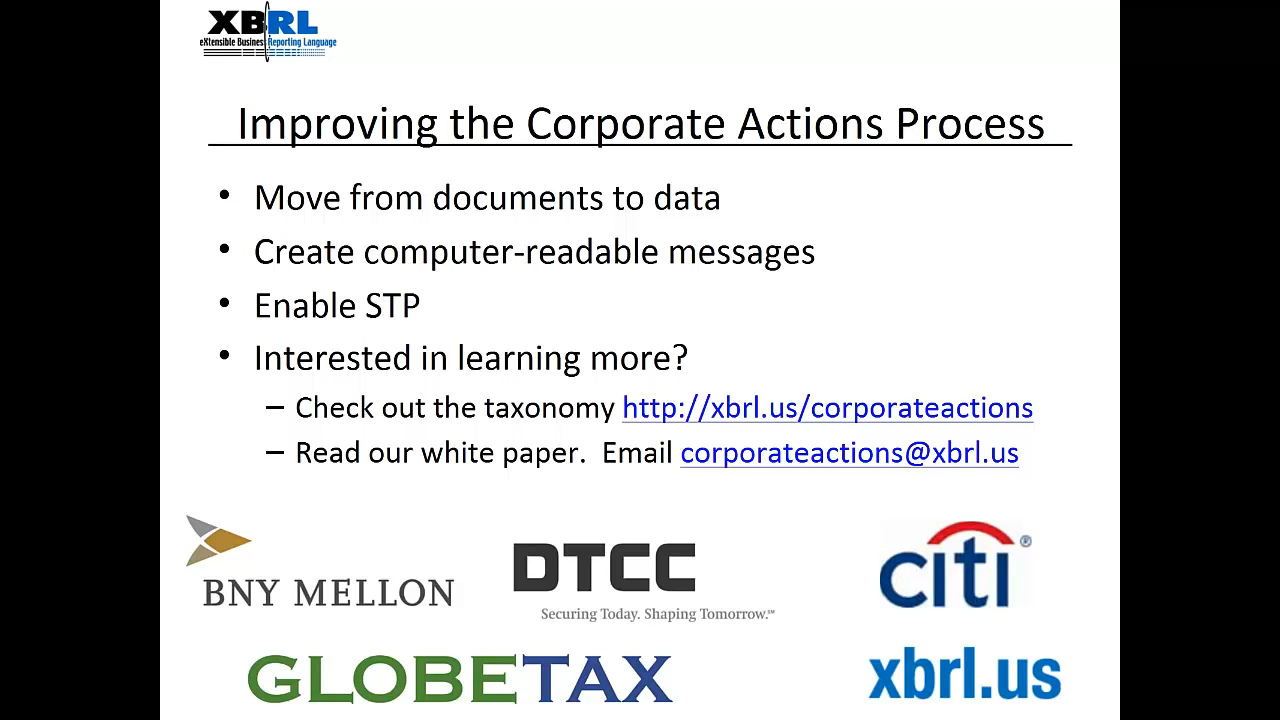 XBRL
eXtensible Business Reporting Language
Improving the Corporate Actions Process
• Move from documents to data
• Create computer-readable messages
• Enable STP
• Interested in learning more?
– Check out the taxonomy http://xbrl.us/corporateactions
– Read our white paper. Email corporateactions@xbrl.us
BNY MELLON
DTCC
Securing Today. Shaping Tomorrow.℠
citi®
GLOBETAX
xbrl.us